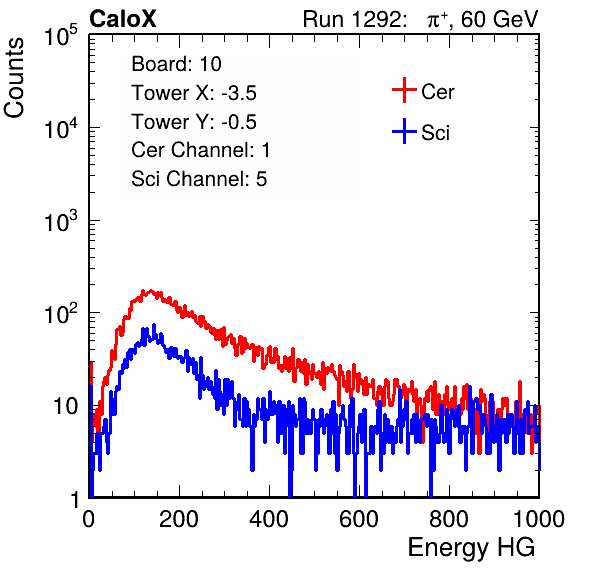 CaloX
Run 1292: π⁺, 60 GeV
Counts
Board: 10
Tower X: -3.5
Tower Y: -0.5
Cer Channel: 1
Sci Channel: 5
Cer
Sci
10⁵
10⁴
10³
10²
10
1
0 200 400 600 800 1000
Energy HG